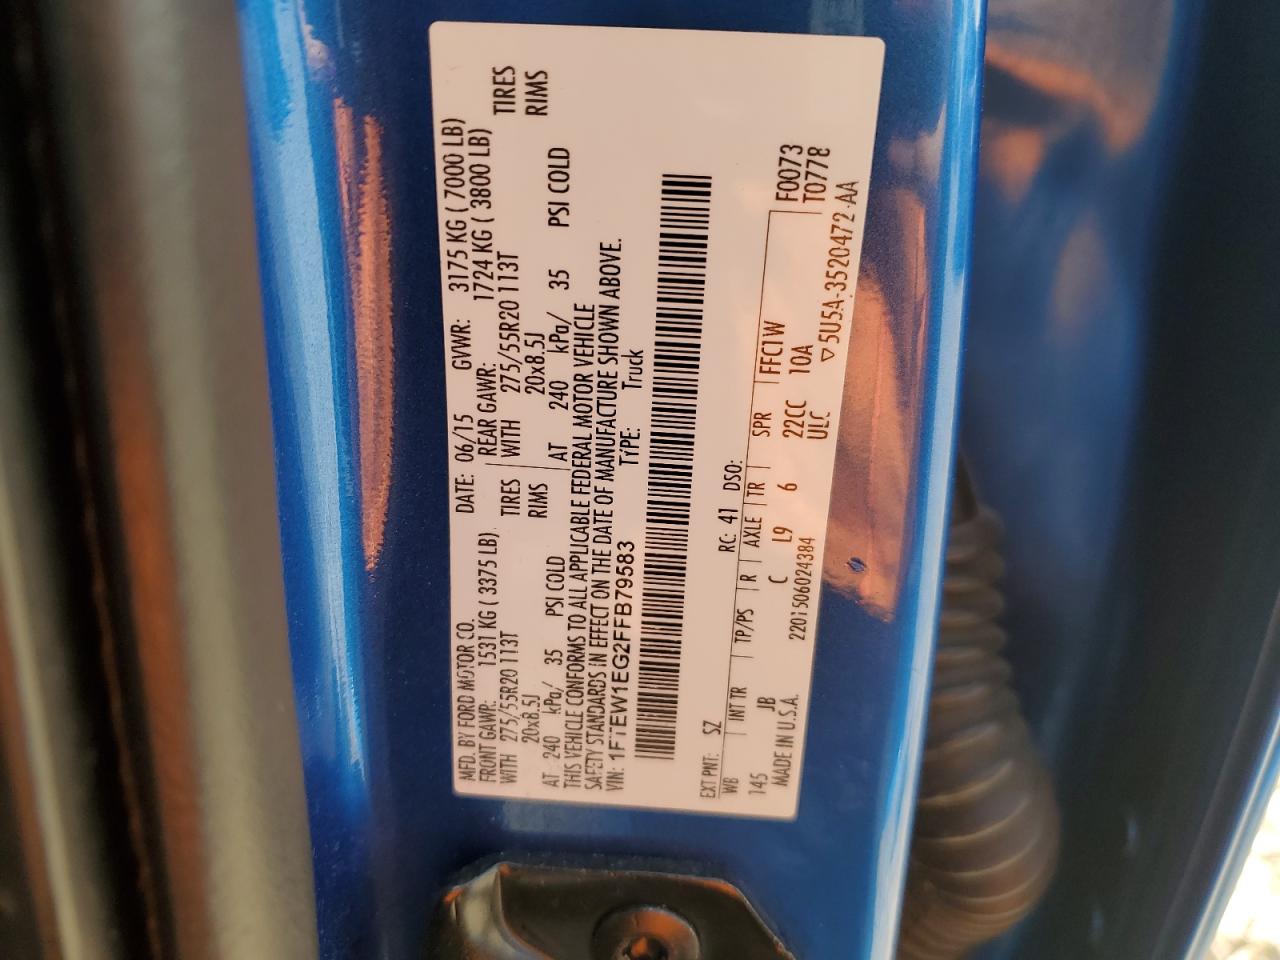 MFD. BY FORD MOTOR CO. DATE: 06/15 GVWR: 3175 KG ( 7000 LB)
FRONT GAWR: 1531 KG ( 3375 LB) REAR GAWR: 1724 KG ( 3800 LB)
WITH 275/55R20 113T TIRES WITH 275/55R20 113T TIRES
20x8.5J RIMS 20x8.5J RIMS
AT 240 kPa/ 35 PSI COLD AT 240 kPa/ 35 PSI COLD
THIS VEHICLE CONFORMS TO ALL APPLICABLE FEDERAL MOTOR VEHICLE
SAFETY STANDARDS IN EFFECT ON THE DATE OF MANUFACTURE SHOWN ABOVE.
VIN: 1FTEW1EG2FFB79583 TYPE: Truck
EXT PNT: SZ RC: 41 DSO:
WB INT TR TP/PS R AXLE TR SPR FFC1W F0073
145 JB C L9 6 22CC 10A T0778
MADE IN U.S.A. 2201506024384 ULC ▽5U5A-3520472-AA